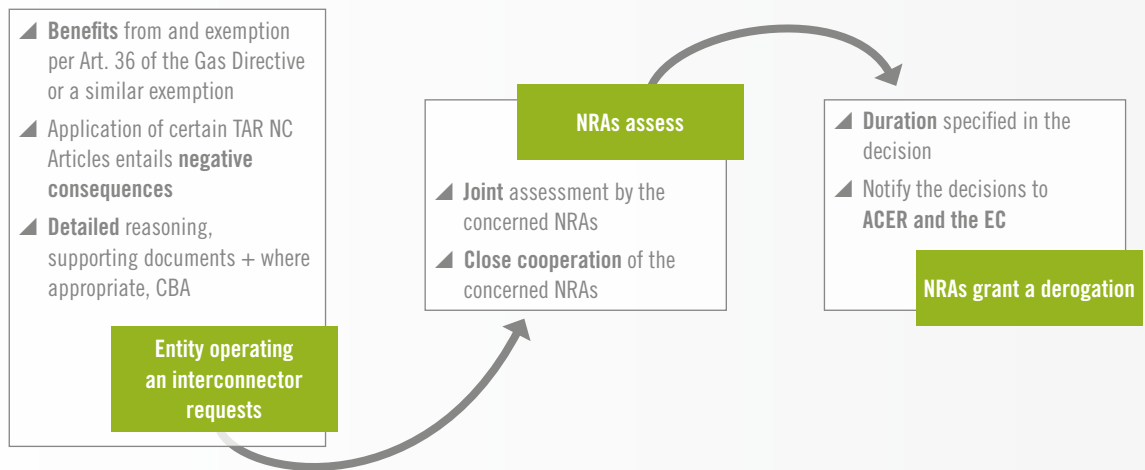 ◢ Benefits from and exemption
per Art. 36 of the Gas Directive
or a similar exemption
◢ Application of certain TAR NC
Articles entails negative
consequences
◢ Detailed reasoning,
supporting documents + where
appropriate, CBA
Entity operating
an interconnector
requests
NRAs assess
◢ Joint assessment by the
concerned NRAs
◢ Close cooperation of the
concerned NRAs
◢ Duration specified in the
decision
◢ Notify the decisions to
ACER and the EC
NRAs grant a derogation